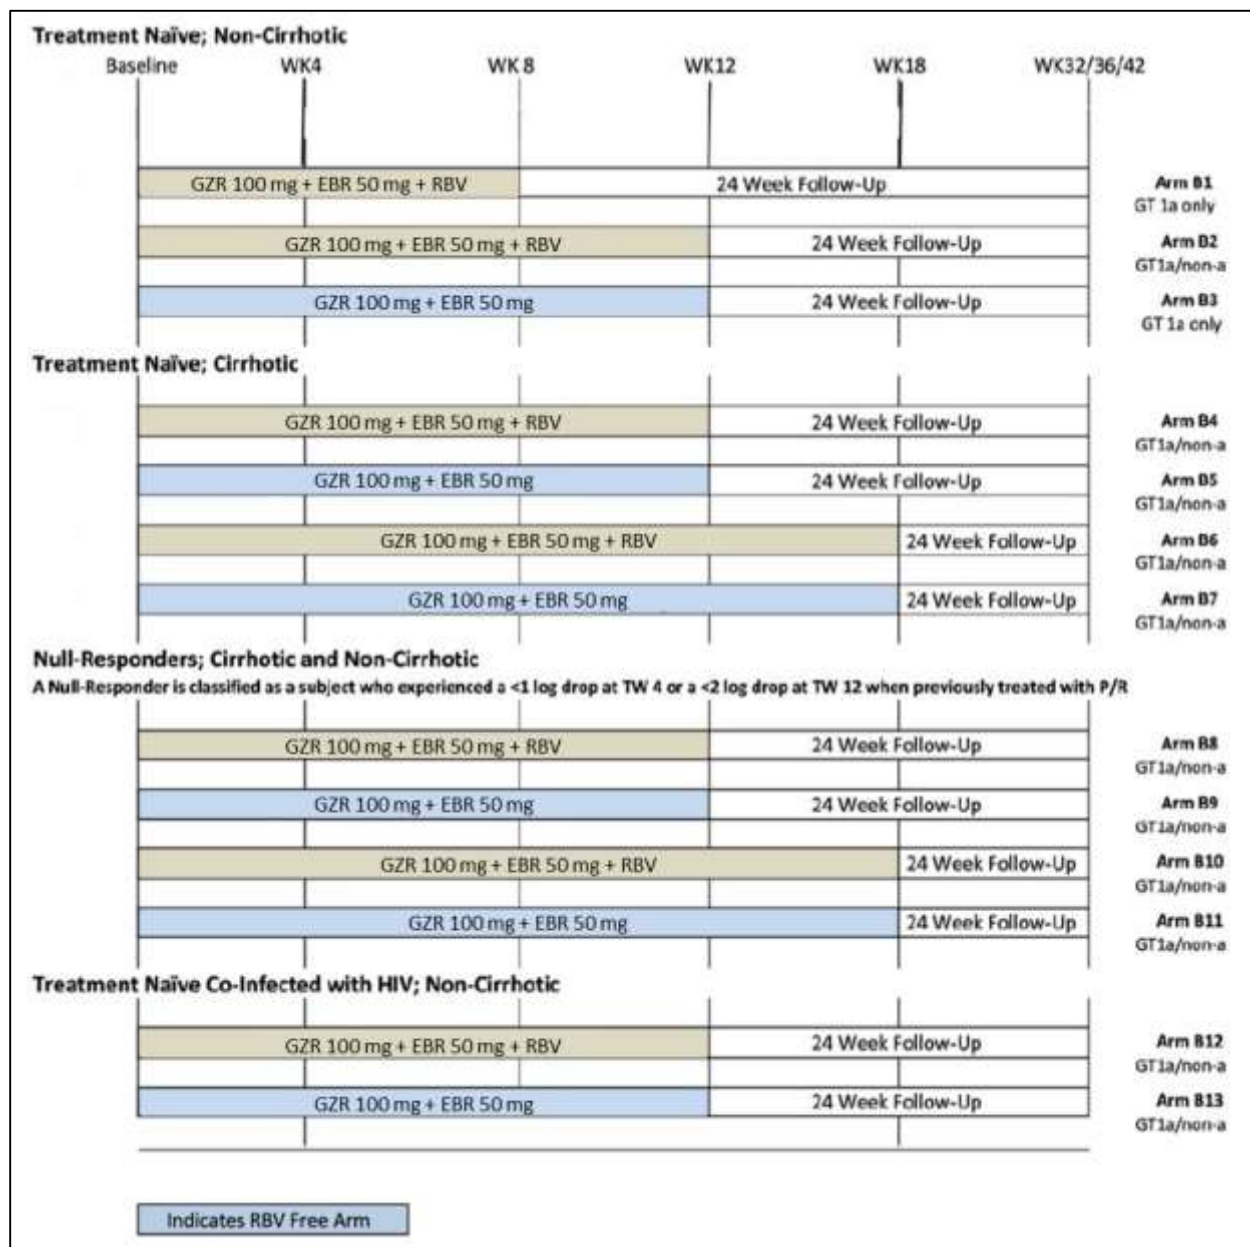 Treatment Naïve; Non-Cirrhotic
Baseline WK4 WK 8 WK12 WK18 WK32/36/42
GZR 100 mg + EBR 50 mg + RBV 24 Week Follow-Up Arm B1
GT 1a only
GZR 100 mg + EBR 50 mg + RBV 24 Week Follow-Up Arm B2
GT1a/non-a
GZR 100 mg + EBR 50 mg 24 Week Follow-Up Arm B3
GT 1a only
Treatment Naïve; Cirrhotic
GZR 100 mg + EBR 50 mg + RBV 24 Week Follow-Up Arm B4
GT1a/non-a
GZR 100 mg + EBR 50 mg 24 Week Follow-Up Arm B5
GT1a/non-a
GZR 100 mg + EBR 50 mg + RBV 24 Week Follow-Up Arm B6
GT1a/non-a
GZR 100 mg + EBR 50 mg 24 Week Follow-Up Arm B7
GT1a/non-a
Null-Responders; Cirrhotic and Non-Cirrhotic
A Null-Responder is classified as a subject who experienced a <1 log drop at TW 4 or a <2 log drop at TW 12 when previously treated with P/R
GZR 100 mg + EBR 50 mg + RBV 24 Week Follow-Up Arm B8
GT1a/non-a
GZR 100 mg + EBR 50 mg 24 Week Follow-Up Arm B9
GT1a/non-a
GZR 100 mg + EBR 50 mg + RBV 24 Week Follow-Up Arm B10
GT1a/non-a
GZR 100 mg + EBR 50 mg 24 Week Follow-Up Arm B11
GT1a/non-a
Treatment Naïve Co-Infected with HIV; Non-Cirrhotic
GZR 100 mg + EBR 50 mg + RBV 24 Week Follow-Up Arm B12
GT1a/non-a
GZR 100 mg + EBR 50 mg 24 Week Follow-Up Arm B13
GT1a/non-a
Indicates RBV Free Arm